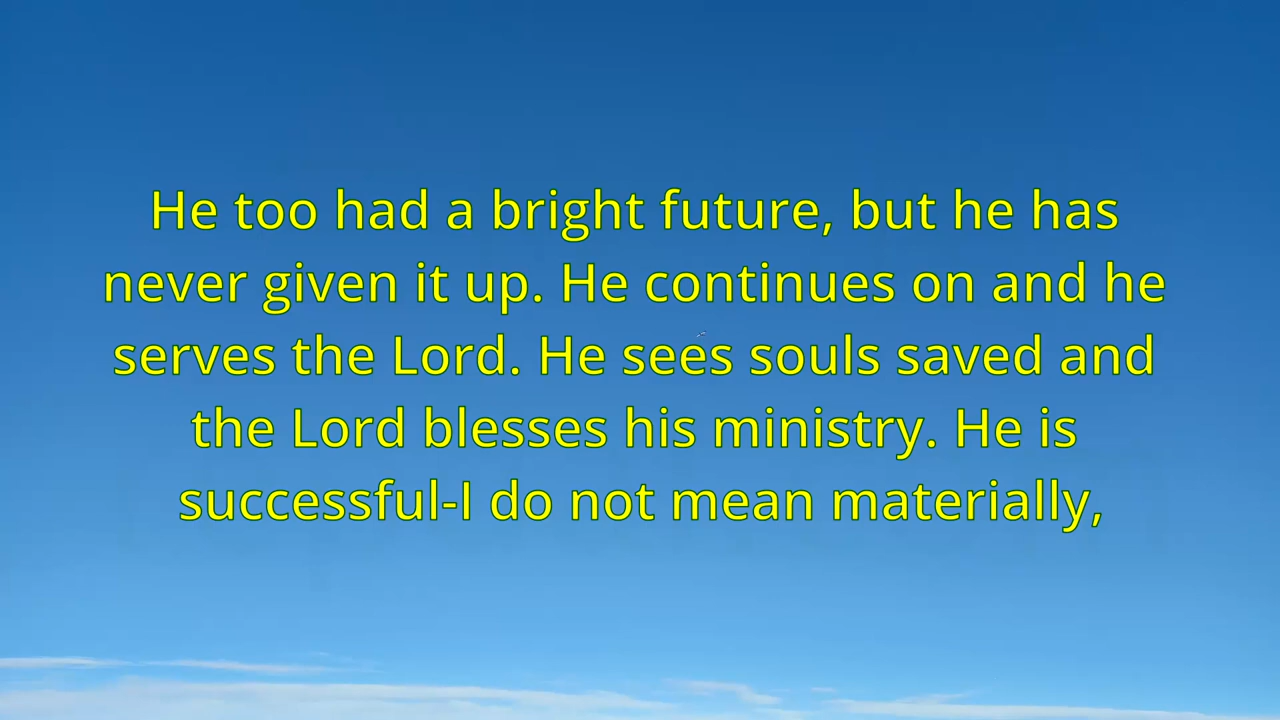 He too had a bright future, but he has
never given it up. He continues on and he
serves the Lord. He sees souls saved and
the Lord blesses his ministry. He is
successful-I do not mean materially,